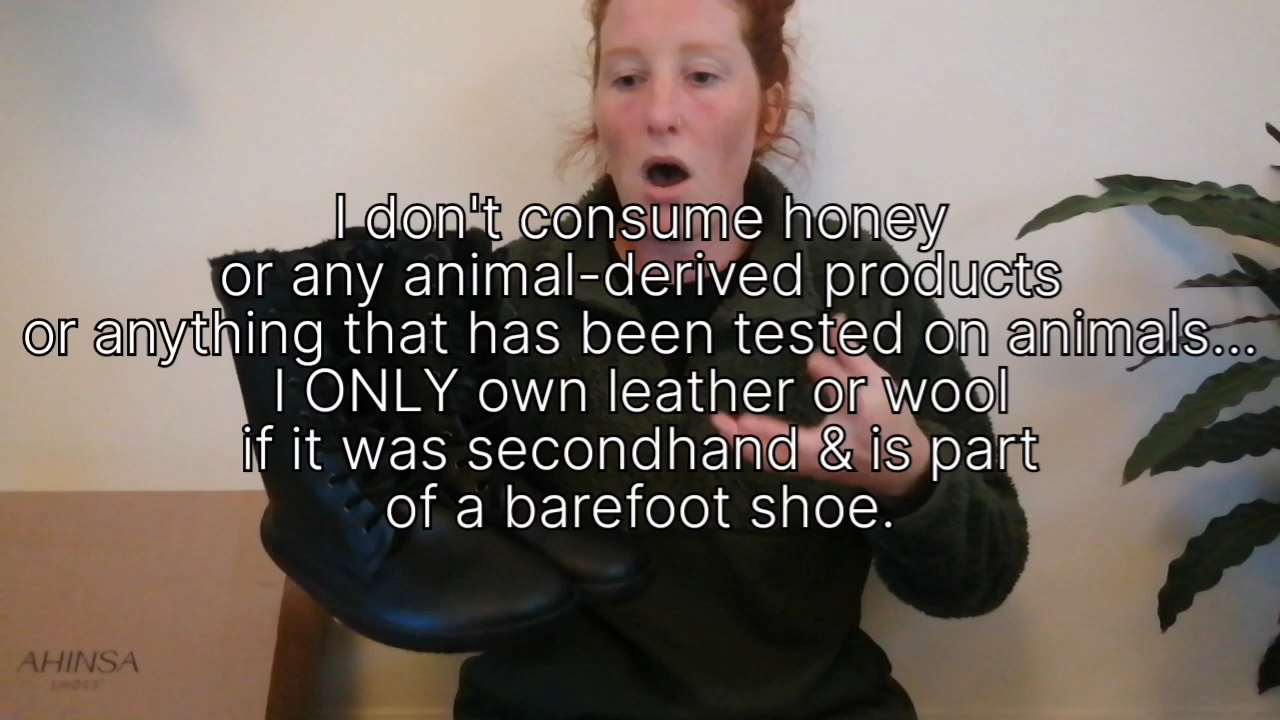 I don't consume honey
or any animal-derived products
or anything that has been tested on animals...
I ONLY own leather or wool
if it was secondhand & is part
of a barefoot shoe.
AHINSA
SHOES